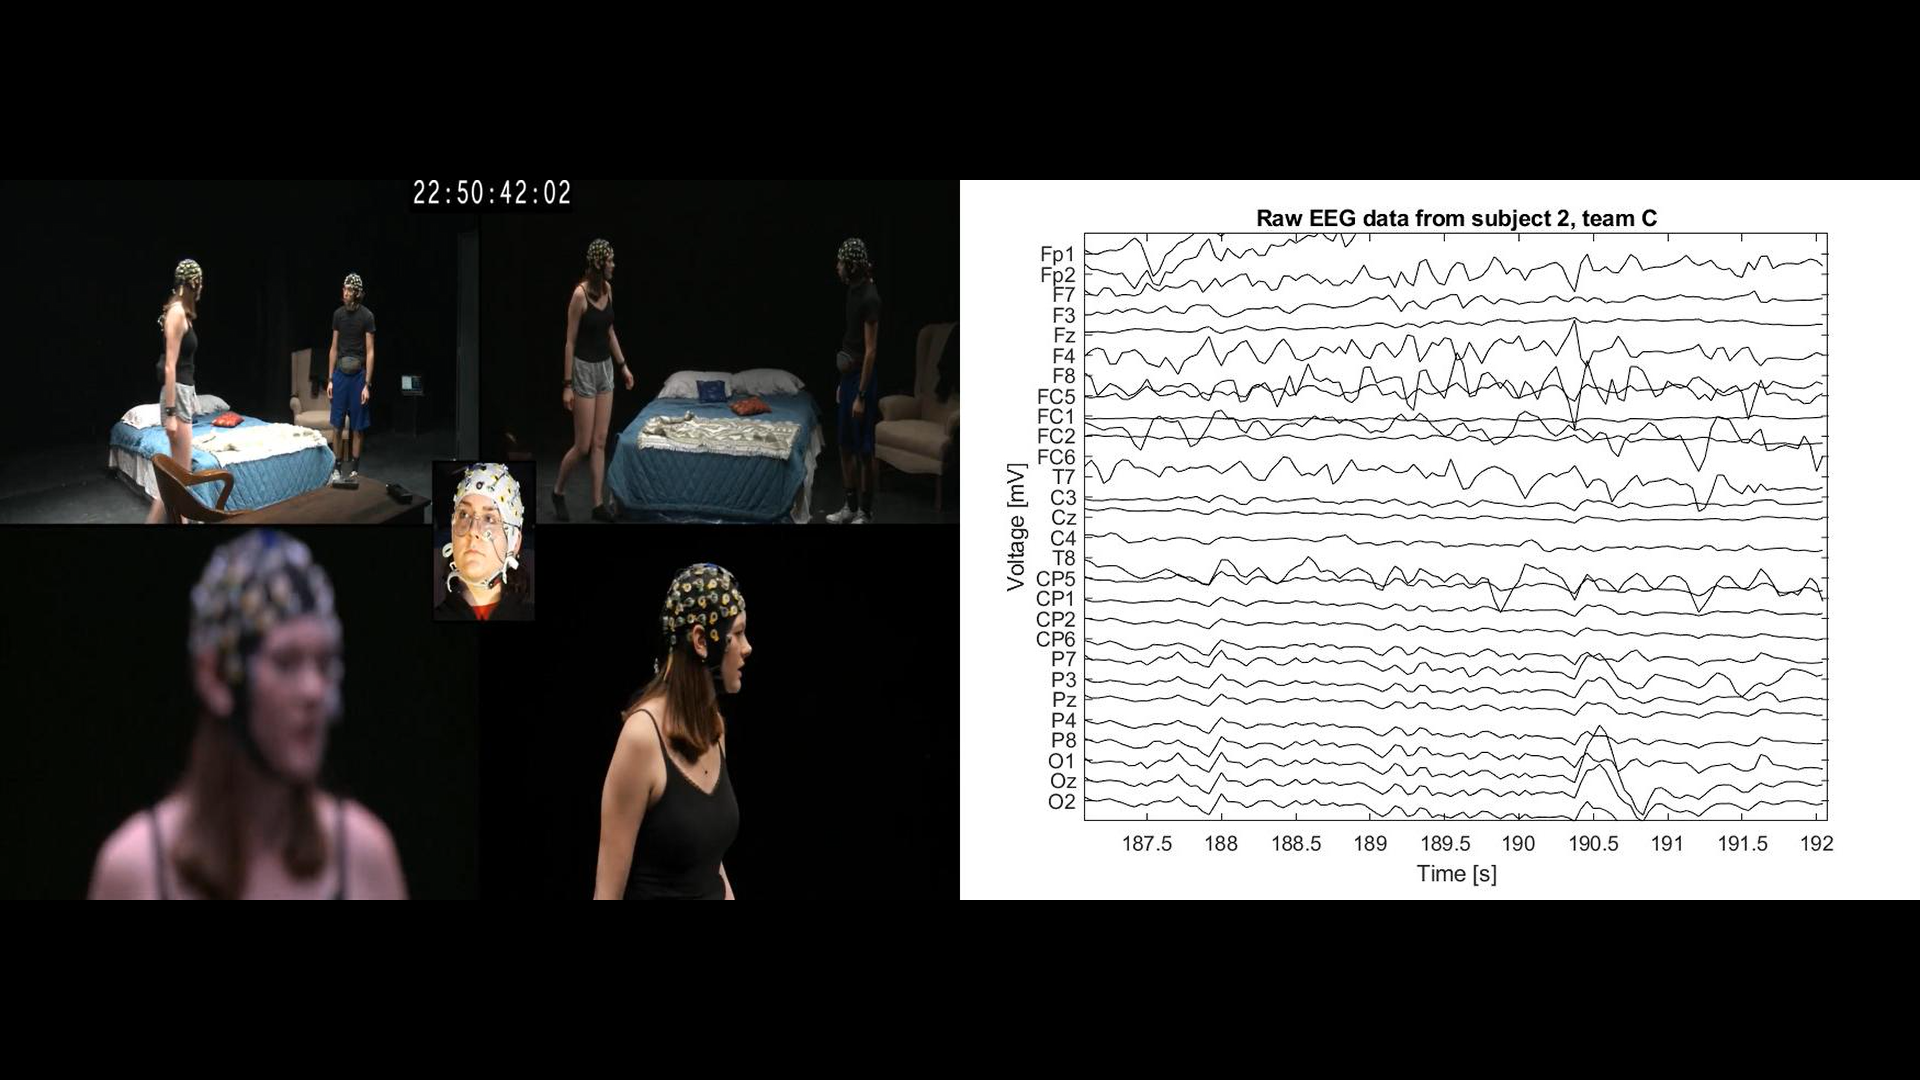 22:50:42:02
Raw EEG data from subject 2, team C
Fp1
Fp2
F7
F3
Fz
F4
F8
FC5
FC1
FC2
FC6
T7
C3
Cz
C4
T8
CP5
CP1
CP2
CP6
P7
P3
Pz
P4
P8
O1
Oz
O2
Voltage [mV]
187.5 188 188.5 189 189.5 190 190.5 191 191.5 192
Time [s]